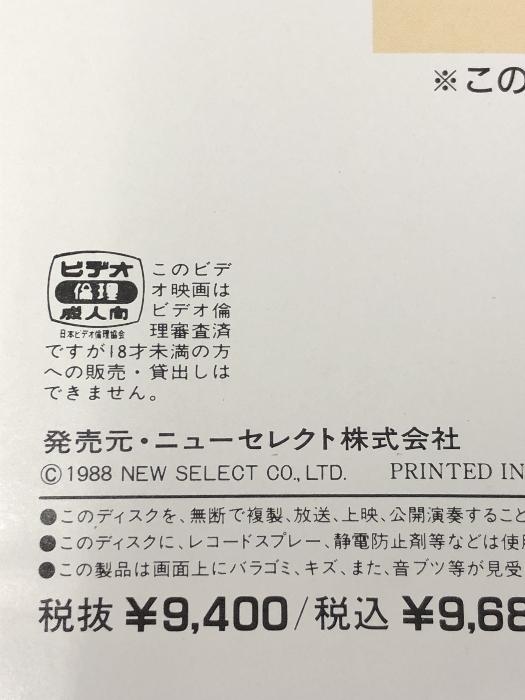 ※この
ビデオ
倫理
成人向
日本ビデオ倫理協会
このビデ
オ映画は
ビデオ倫
理審査済
ですが18才未満の方
への販売・貸出しは
できません。
発売元・ニューセレクト株式会社
©1988 NEW SELECT CO., LTD. PRINTED IN
●このディスクを、無断で複製、放送、上映、公開演奏すること
●このディスクに、レコードスプレー、静電防止剤等などは使用
●この製品は画面上にバラゴミ、キズ、また、音ブツ等が見受
税抜 ¥9,400/税込 ¥9,68